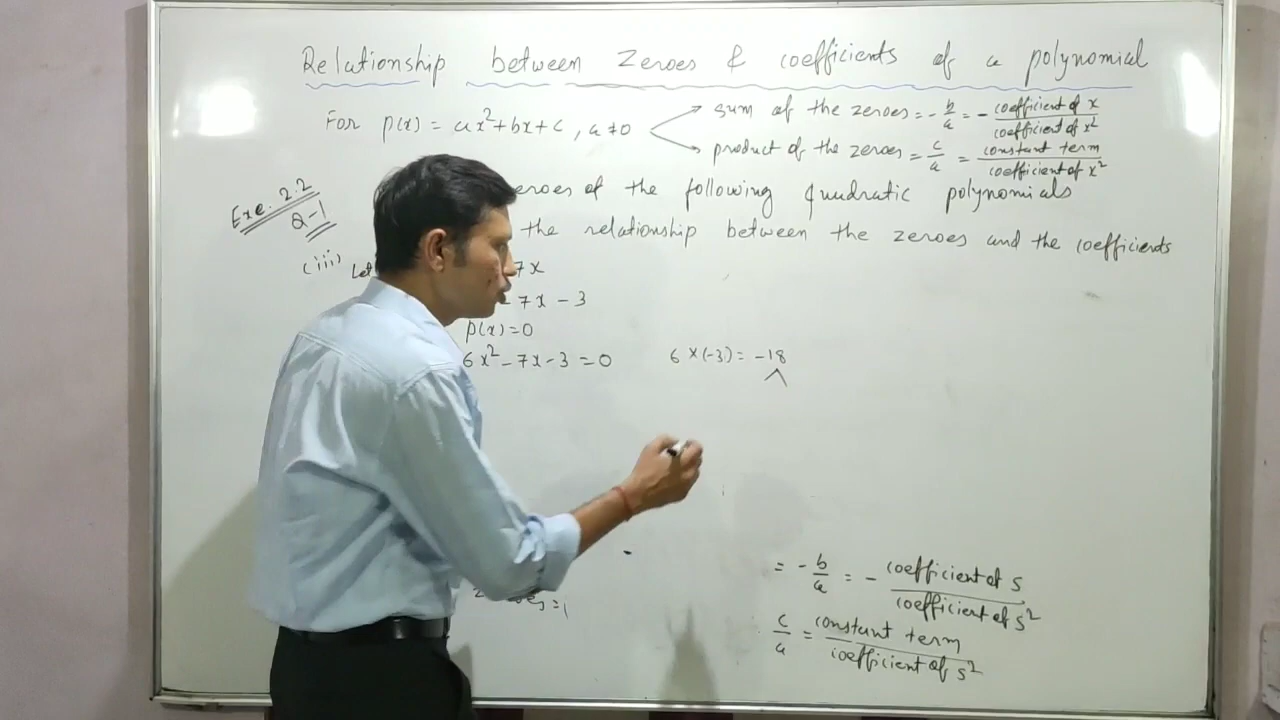 Relationship between Zeroes & coefficients of a polynomial
For p(x) = ax²+bx+c, a≠0
sum of the zeroes = - b/a = - coefficient of x / coefficient of x²
product of the zeroes = c/a = constant term / coefficient of x²
Exe. 2.2
Q-1
eroes of the following quadratic polynomials
the relationship between the zeroes and the coefficients
(iii) Let 7x
- 7x - 3
p(x)=0
6x² - 7x - 3 = 0
6 × (-3) = -18
= - b/a = - coefficient of s / coefficient of s²
c/a = constant term / coefficient of s²